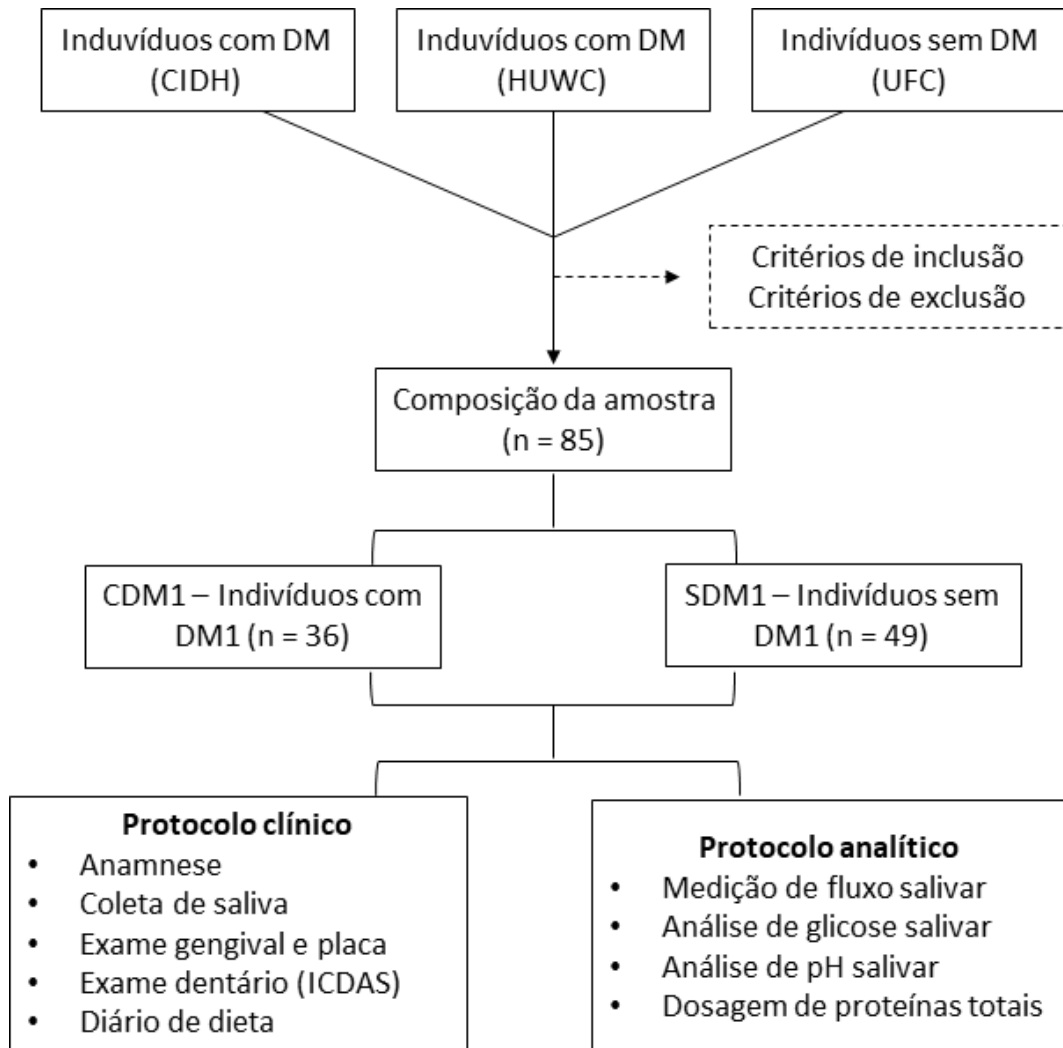 Induvíduos com DM
(CIDH)
Induvíduos com DM
(HUWC)
Indivíduos sem DM
(UFC)
Critérios de inclusão
Critérios de exclusão
Composição da amostra
(n = 85)
CDM1 – Indivíduos com
DM1 (n = 36)
SDM1 – Indivíduos sem
DM1 (n = 49)
Protocolo clínico
• Anamnese
• Coleta de saliva
• Exame gengival e placa
• Exame dentário (ICDAS)
• Diário de dieta
Protocolo analítico
• Medição de fluxo salivar
• Análise de glicose salivar
• Análise de pH salivar
• Dosagem de proteínas totais